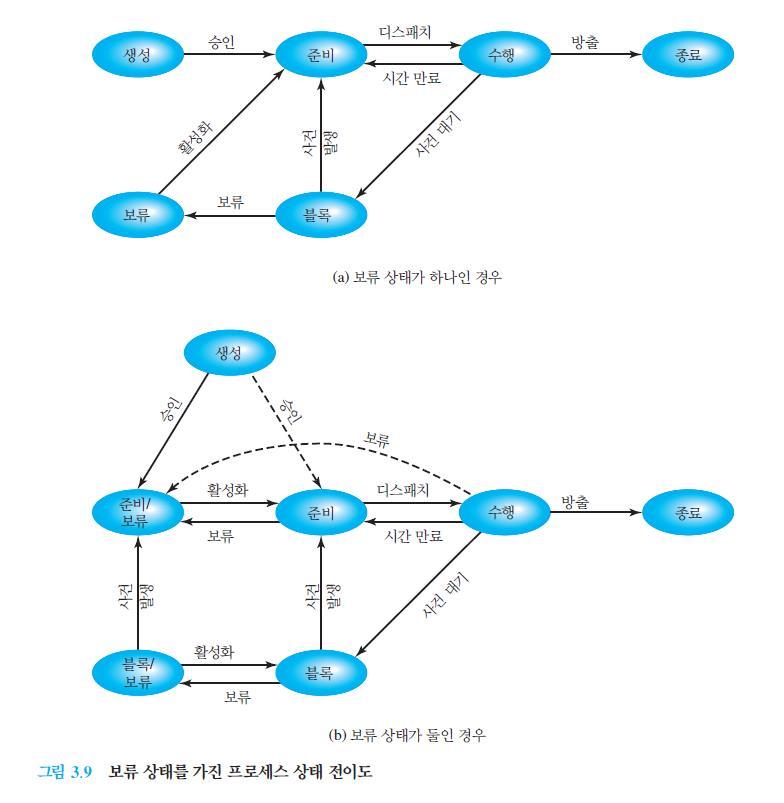 생성
승인
준비
디스패치
시간 만료
수행
방출
종료
활성화
사건
발생
사건 대기
보류
보류
블록
(a) 보류 상태가 하나인 경우
생성
승인
승인
보류
준비/
보류
활성화
보류
준비
디스패치
시간 만료
수행
방출
종료
사건
발생
사건
발생
사건 대기
블록/
보류
활성화
보류
블록
(b) 보류 상태가 둘인 경우
그림 3.9 보류 상태를 가진 프로세스 상태 전이도